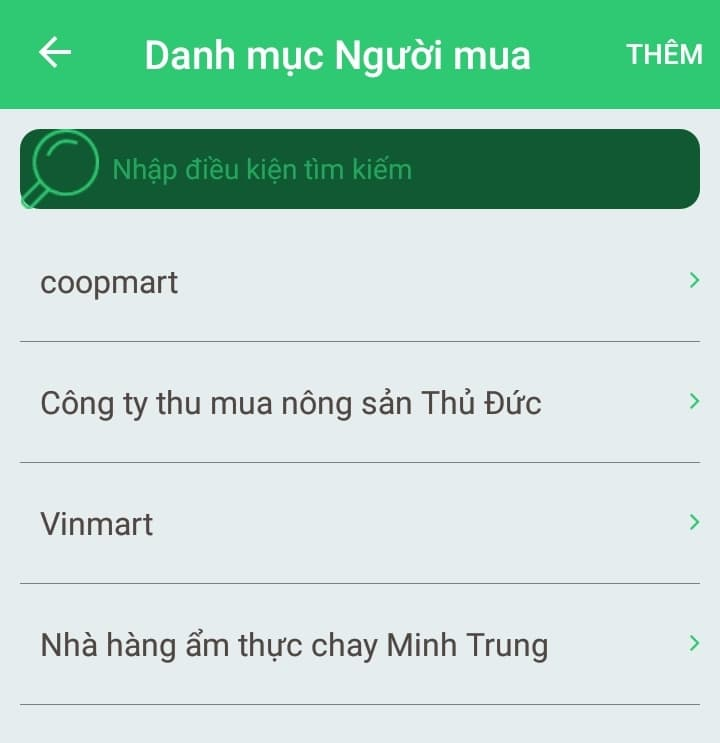 Danh mục Người mua
THÊM
Nhập điều kiện tìm kiếm
coopmart
Công ty thu mua nông sản Thủ Đức
Vinmart
Nhà hàng ẩm thực chay Minh Trung